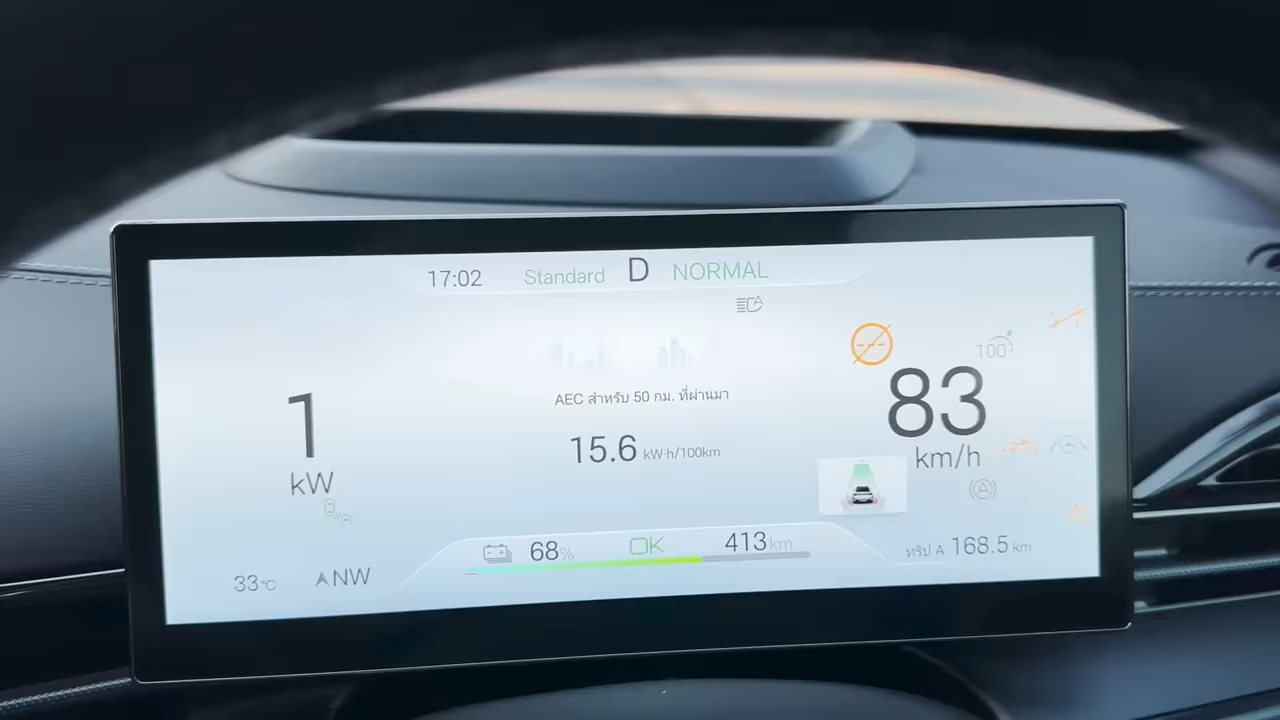 17:02 Standard D NORMAL
100
AEC สำหรับ 50 กม. ที่ผ่านมา
1
kW
15.6 kW·h/100km
83
km/h
68% OK 413km
33°C NW
ทริป A 168.5 km